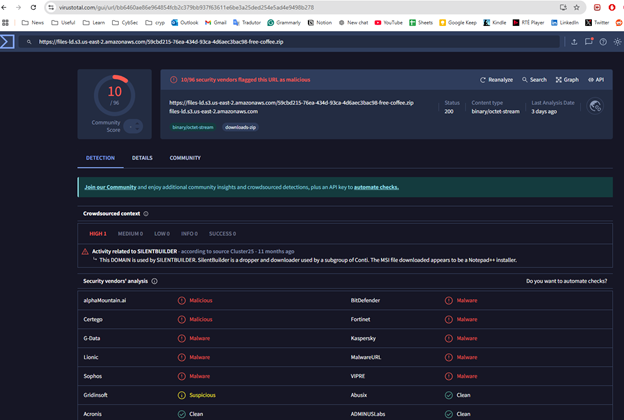 virustotal.com/gui/url/bb6460aed6e9648544fcb2c379bb937f63611e6be3a25ded254e5ad4e9498b278
News
Useful
Learn
CybSec
cryp
Outlook
Gmail
Tradutor
Grammarly
Notion
New chat
YouTube
Sheets
Google Keep
Kindle
RTÉ Player
LinkedIn
Twitter
https://files-ld.s3.us-east-2.amazonaws.com/59cbd215-76ea-434d-93ca-4d6aec3bac98-free-coffee.zip
10
/ 96
Community
Score
10/96 security vendors flagged this URL as malicious
Reanalyze
Search
Graph
API
https://files-ld.s3.us-east-2.amazonaws.com/59cbd215-76ea-434d-93ca-4d6aec3bac98-free-coffee.zip
files-ld.s3.us-east-2.amazonaws.com
Status
200
Content type
binary/octet-stream
Last Analysis Date
3 days ago
binary/octet-stream
downloads-zip
DETECTION
DETAILS
COMMUNITY
Join our Community and enjoy additional community insights and crowdsourced detections, plus an API key to automate checks.
Crowdsourced context
HIGH 1
MEDIUM 0
LOW 0
INFO 0
SUCCESS 0
Activity related to SILENTBUILDER - according to source Cluster25 - 11 months ago
This DOMAIN is used by SILENTBUILDER. SilentBuilder is a dropper and downloader used by a subgroup of Conti. The MSI file downloaded appears to be a Notepad++ installer.
Security vendors' analysis
Do you want to automate checks?
alphaMountain.ai
Malicious
BitDefender
Malware
Certego
Malicious
Fortinet
Malware
G-Data
Malware
Kaspersky
Malware
Lionic
Malware
MalwareURL
Malware
Sophos
Malware
VIPRE
Malware
Gridinsoft
Suspicious
Abusix
Clean
Acronis
Clean
ADMINUSLabs
Clean